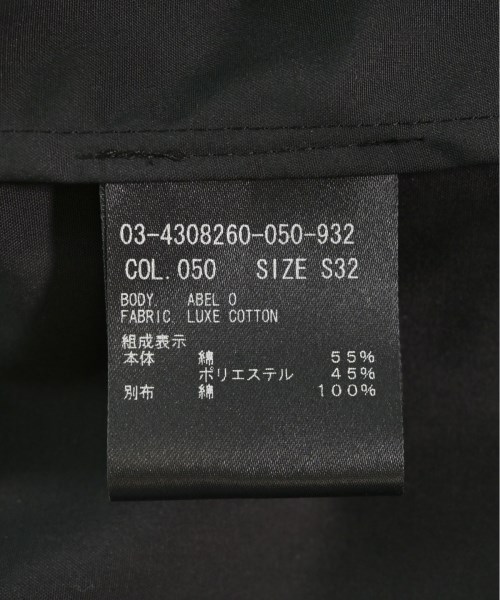 03-4308260-050-932
COL. 050 SIZE S32
BODY. ABEL O
FABRIC. LUXE COTTON
組成表示
本体 綿 55%
ポリエステル 45%
別布 綿 100%